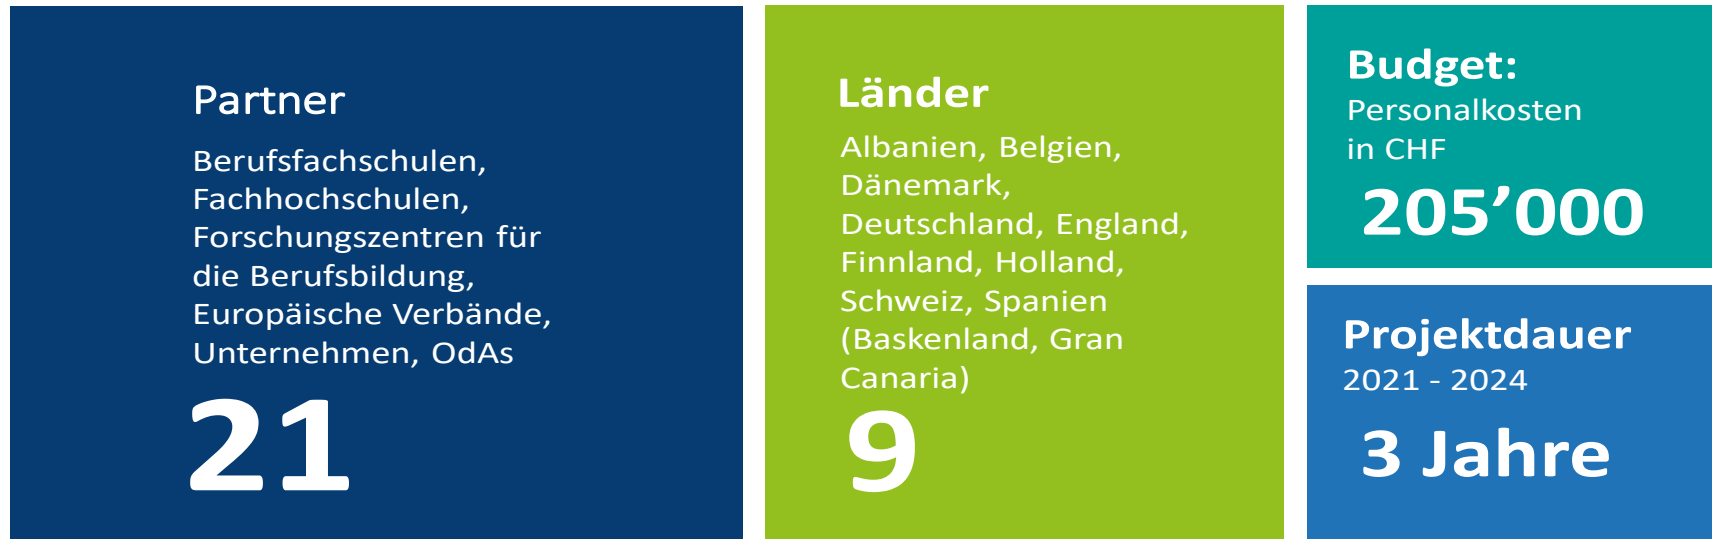 Partner
Berufsfachschulen,
Fachhochschulen,
Forschungszentren für
die Berufsbildung,
Europäische Verbände,
Unternehmen, OdAs
21
Länder
Albanien, Belgien,
Dänemark,
Deutschland, England,
Finnland, Holland,
Schweiz, Spanien
(Baskenland, Gran
Canaria)
9
Budget:
Personalkosten
in CHF
205’000
Projektdauer
2021 - 2024
3 Jahre